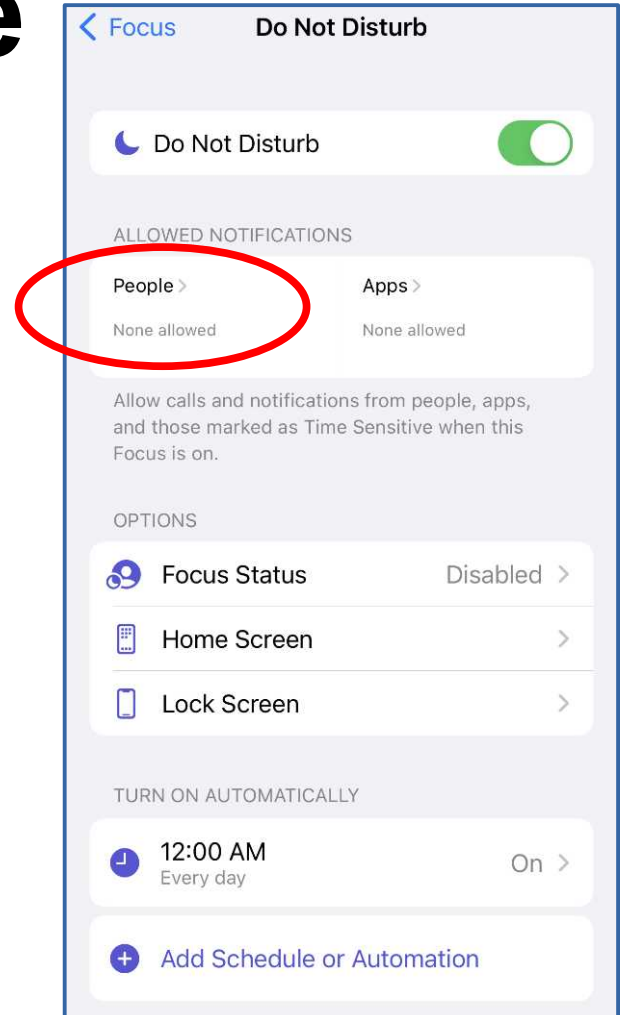 e
Focus Do Not Disturb
Do Not Disturb
ALLOWED NOTIFICATIONS
People > Apps >
None allowed None allowed
Allow calls and notifications from people, apps,
and those marked as Time Sensitive when this
Focus is on.
OPTIONS
Focus Status Disabled >
Home Screen >
Lock Screen >
TURN ON AUTOMATICALLY
12:00 AM On >
Every day
Add Schedule or Automation